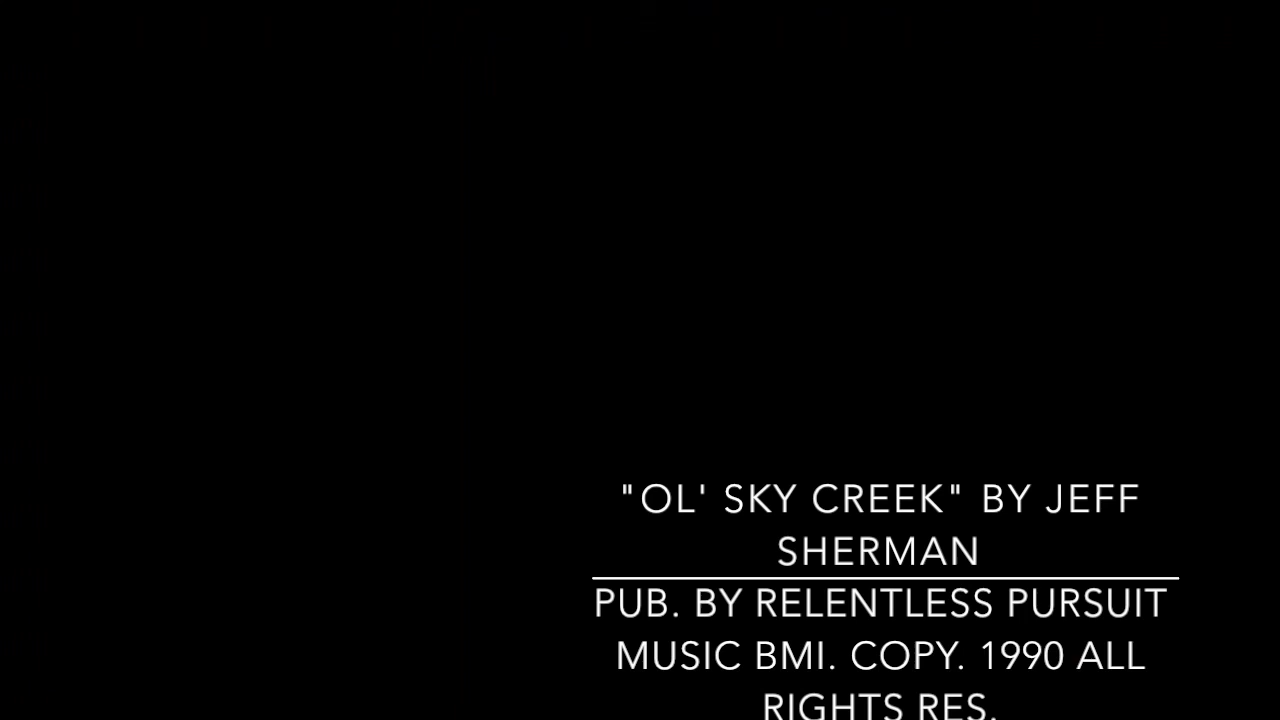 "OL' SKY CREEK" BY JEFF
SHERMAN
PUB. BY RELENTLESS PURSUIT
MUSIC BMI. COPY. 1990 ALL
RIGHTS RES.